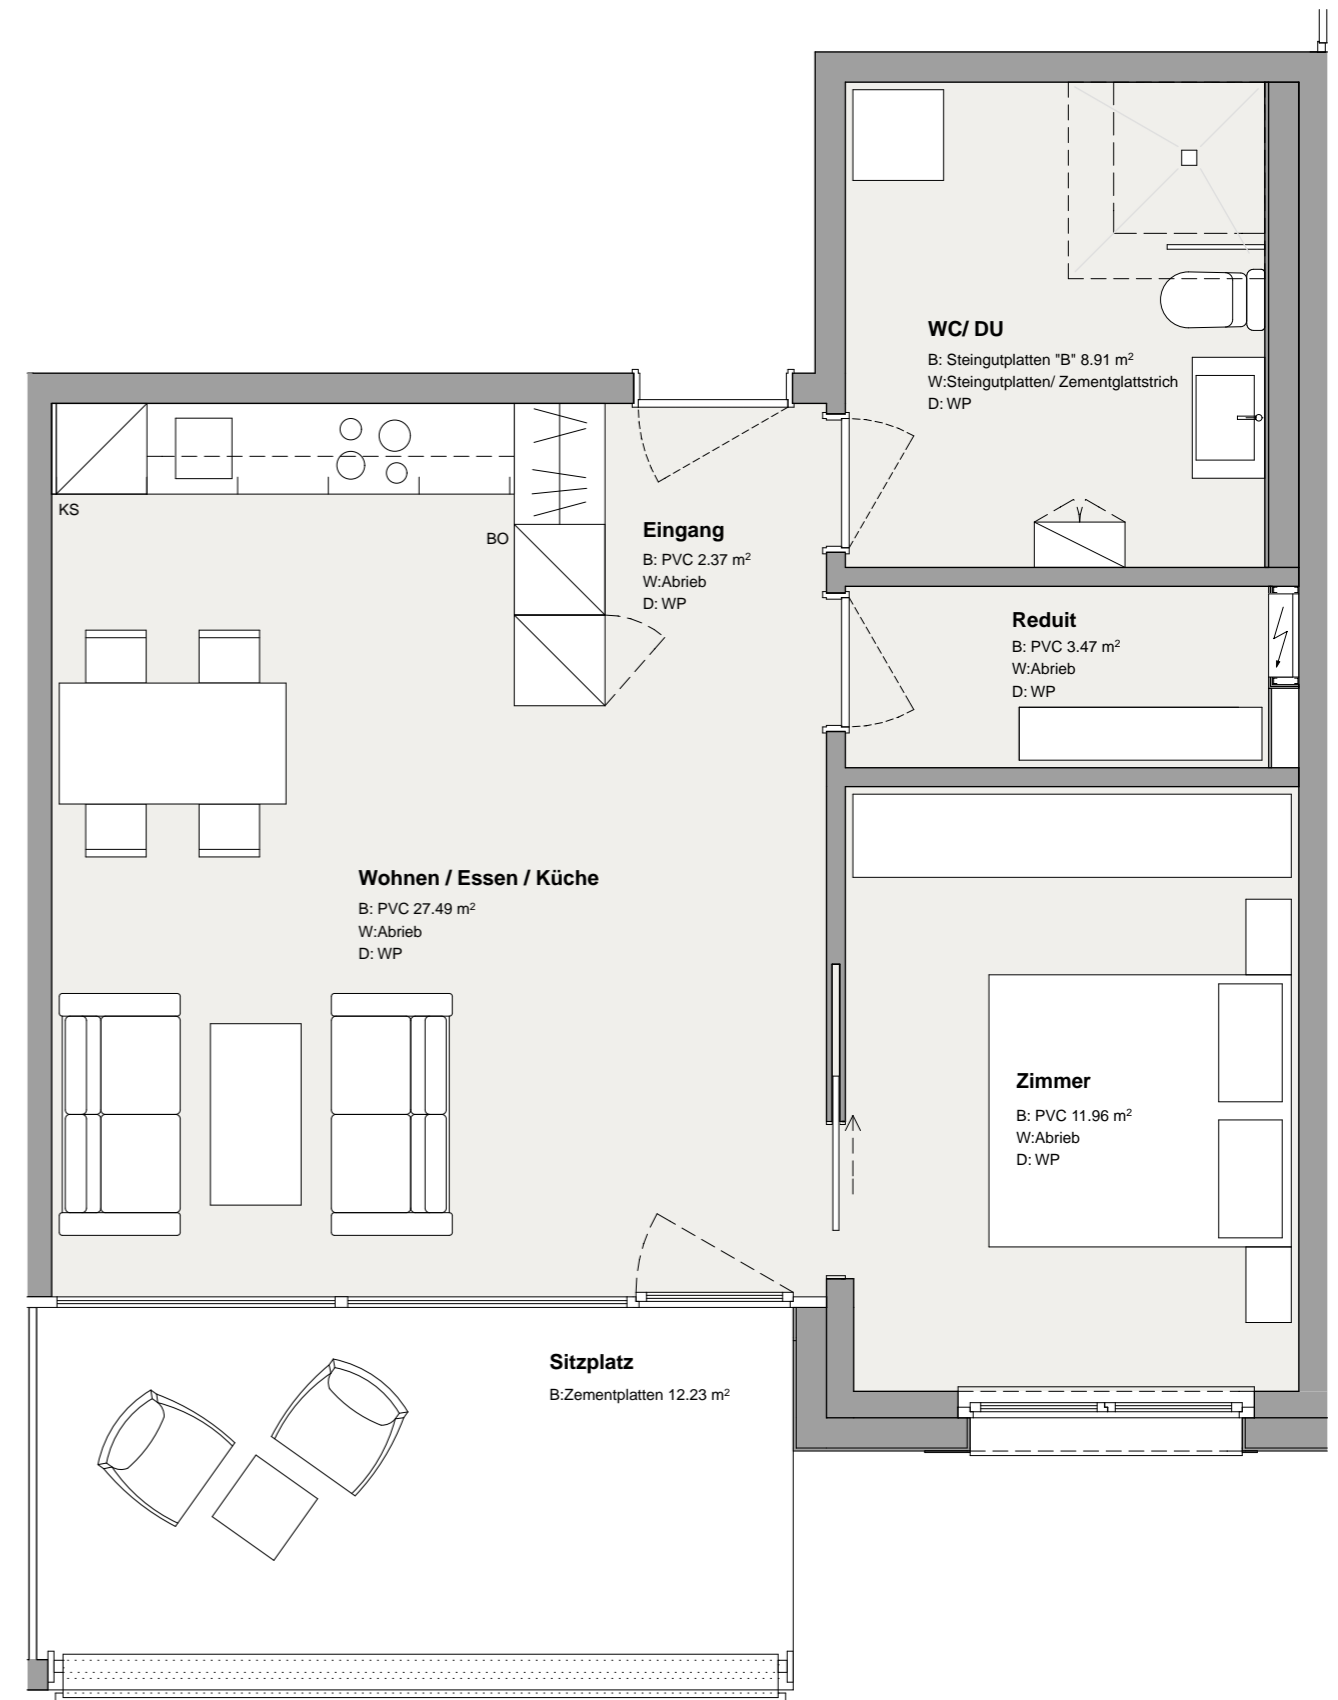 WC/ DU
B: Steingutplatten "B" 8.91 m²
W:Steingutplatten/ Zementglattstrich
D: WP
KS
BO
Eingang
B: PVC 2.37 m²
W:Abrieb
D: WP
Reduit
B: PVC 3.47 m²
W:Abrieb
D: WP
Wohnen / Essen / Küche
B: PVC 27.49 m²
W:Abrieb
D: WP
Zimmer
B: PVC 11.96 m²
W:Abrieb
D: WP
Sitzplatz
B:Zementplatten 12.23 m²